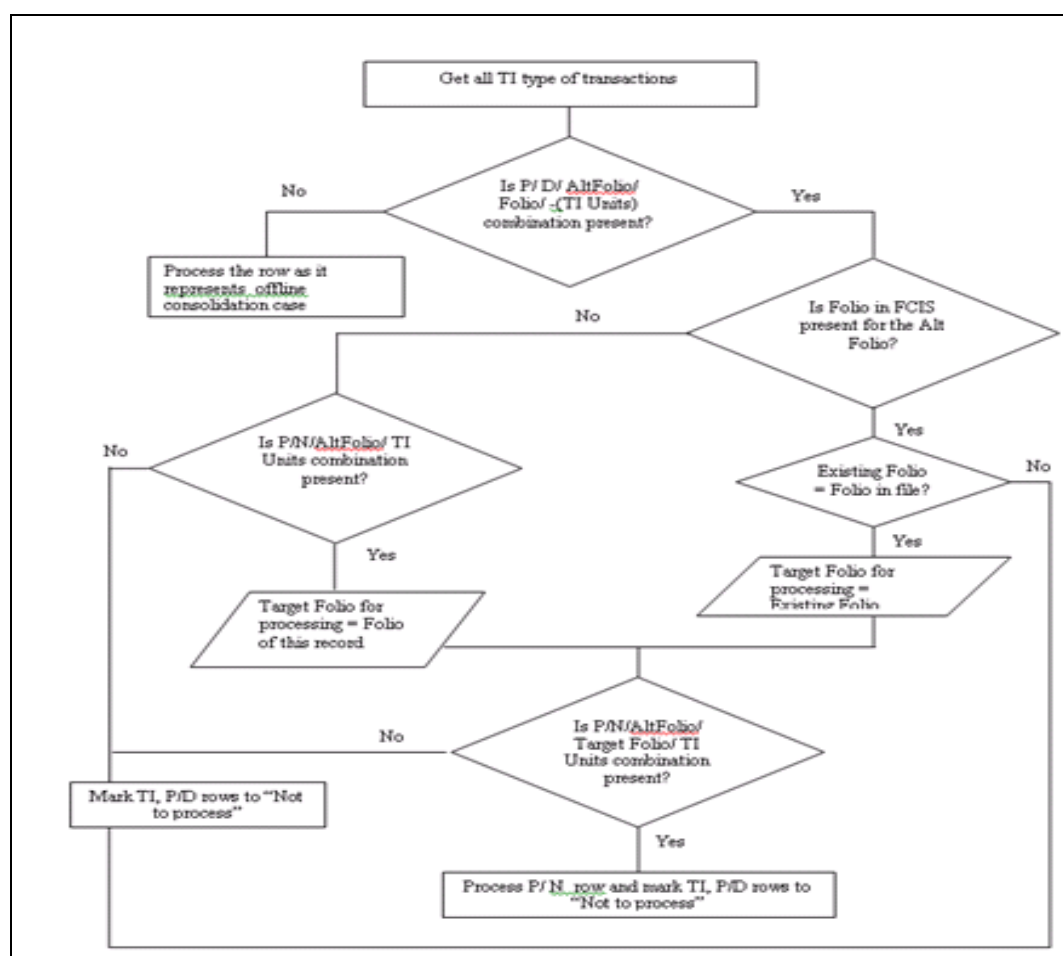 Get all TI type of transactions
Is P/ D/ AltFolio/
Folio/ -(TI Units)
combination present?
No
Yes
Process the row as it
represents offline
consolidation case
Is Folio in FCIS
present for the Alt
Folio?
No
Yes
Is P/N/AltFolio/ TI
Units combination
present?
No
Existing Folio
= Folio in file?
No
Yes
Yes
Target Folio for
processing = Folio
of this record
Target Folio for
processing =
Existing Folio
Is P/N/AltFolio/
Target Folio/ TI
Units combination
present?
No
Mark TI, P/D rows to “Not
to process”
Yes
Process P/ N row and mark TI, P/D rows to
“Not to process”